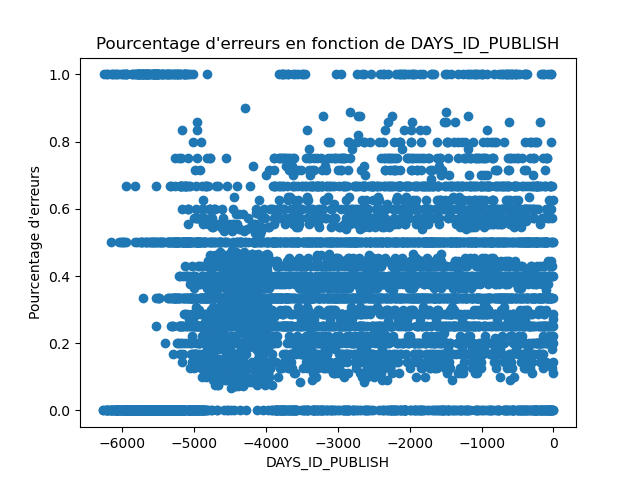 Pourcentage d'erreurs en fonction de DAYS_ID_PUBLISH
1.0
0.8
0.6
0.4
0.2
0.0
Pourcentage d'erreurs
−6000 −5000 −4000 −3000 −2000 −1000 0
DAYS_ID_PUBLISH